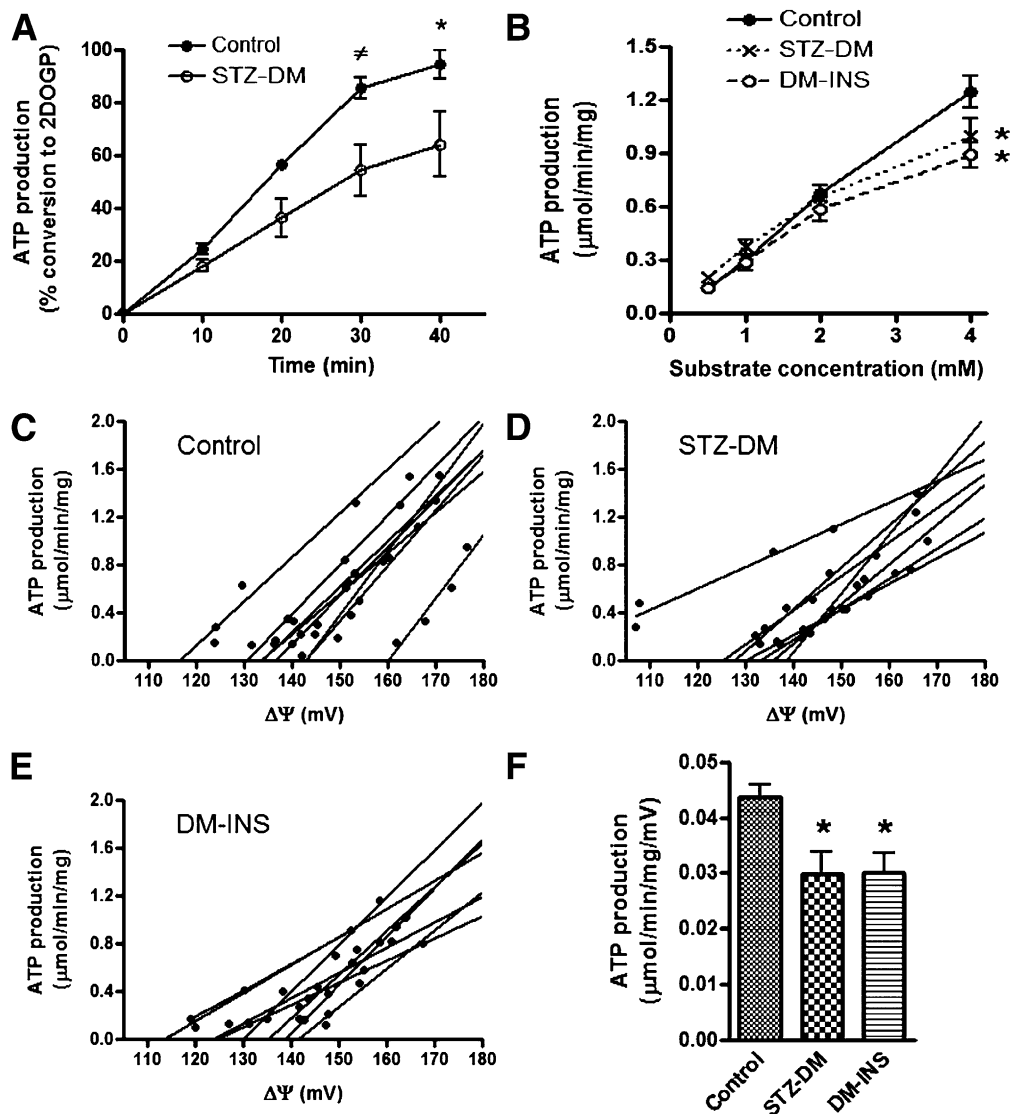 A
Control
STZ-DM
≠
*
ATP production
(% conversion to 2DOGP)
100
80
60
40
20
0
0 10 20 30 40
Time (min)
B
Control
STZ-DM
DM-INS
*
*
ATP production
(µmol/min/mg)
1.2
0.9
0.6
0.3
0.0
0 1 2 3 4
Substrate concentration (mM)
C
Control
ATP production
(µmol/min/mg)
2.0
1.6
1.2
0.8
0.4
0.0
110 120 130 140 150 160 170 180
ΔΨ (mV)
D
STZ-DM
ATP production
(µmol/min/mg)
2.0
1.6
1.2
0.8
0.4
0.0
110 120 130 140 150 160 170 180
ΔΨ (mV)
E
DM-INS
ATP production
(µmol/min/mg)
2.0
1.6
1.2
0.8
0.4
0.0
110 120 130 140 150 160 170 180
ΔΨ (mV)
F
ATP production
(µmol/min/mg/mV)
0.05
0.04
0.03
0.02
0.01
0.00
* *
Control STZ-DM DM-INS